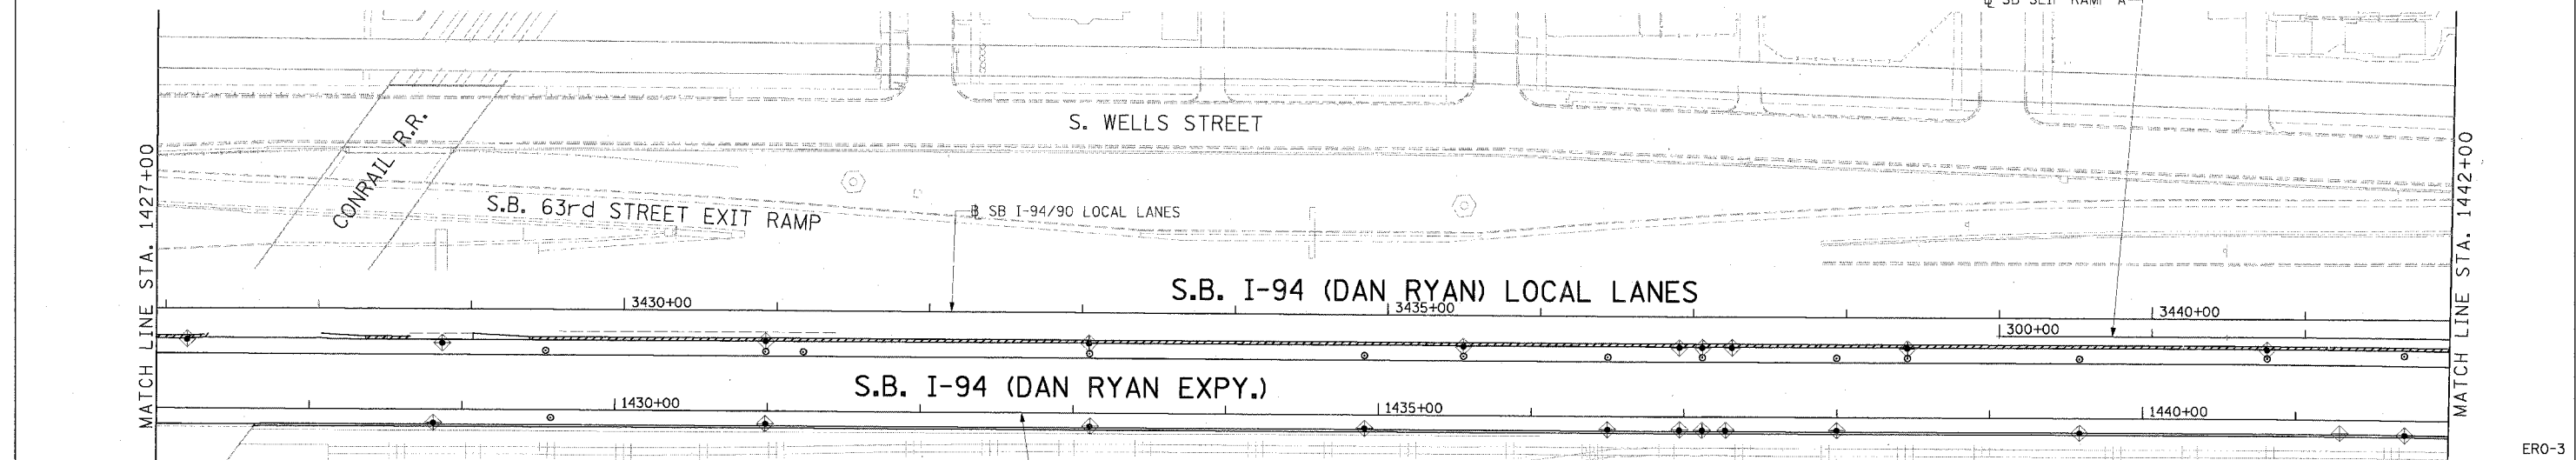 ℄ SB SLIP RAMP "A"
S. WELLS STREET
MATCH LINE STA. 1427+00
CONRAIL R.R.
S.B. 63rd STREET EXIT RAMP
SB I-94/90 LOCAL LANES
MATCH LINE STA. 1442+00
S.B. I-94 (DAN RYAN) LOCAL LANES
3430+00
3435+00
3440+00
300+00
S.B. I-94 (DAN RYAN EXPY.)
1430+00
1435+00
1440+00
ERO-3